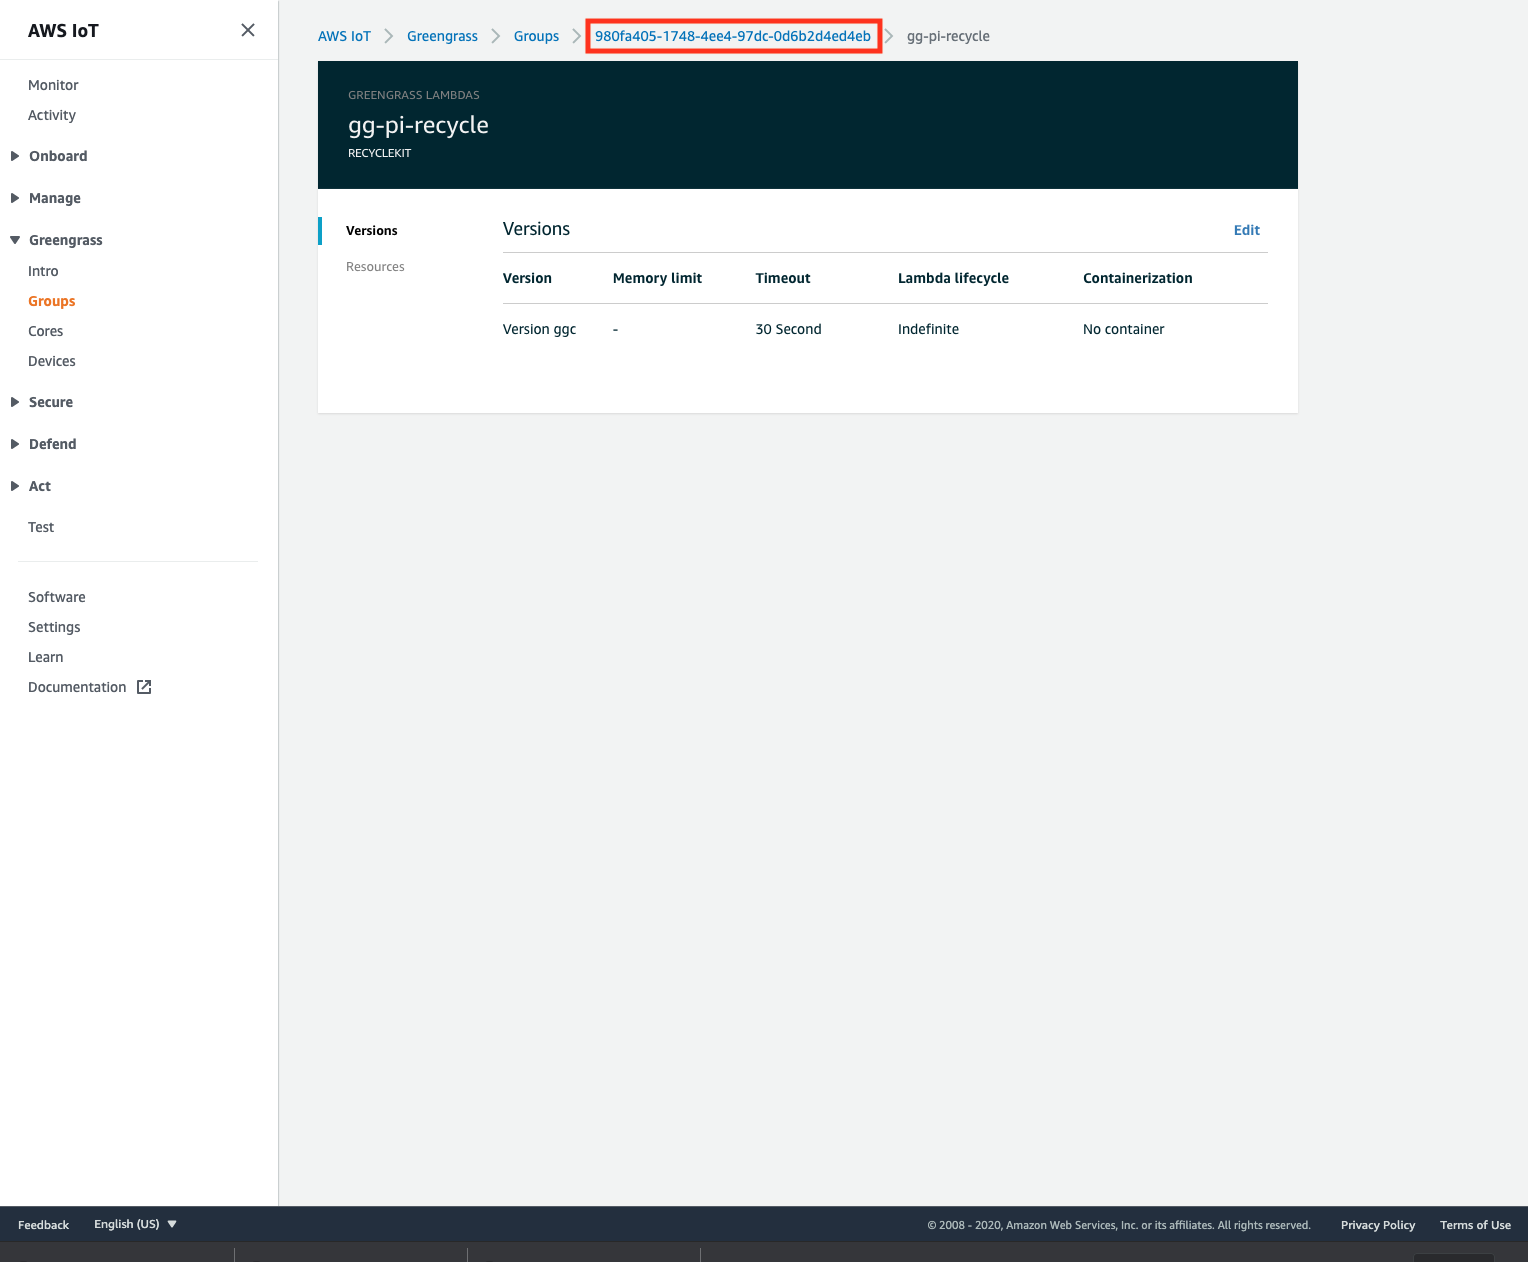 AWS IoT
Monitor
Activity
Onboard
Manage
Greengrass
Intro
Groups
Cores
Devices
Secure
Defend
Act
Test
Software
Settings
Learn
Documentation
AWS IoT Greengrass Groups 980fa405-1748-4ee4-97dc-0d6b2d4ed4eb gg-pi-recycle
GREENGRASS LAMBDAS
gg-pi-recycle
RECYCLEKIT
Versions
Resources
Versions Edit
Version Memory limit Timeout Lambda lifecycle Containerization
Version ggc - 30 Second Indefinite No container
Feedback English (US) © 2008 - 2020, Amazon Web Services, Inc. or its affiliates. All rights reserved. Privacy Policy Terms of Use